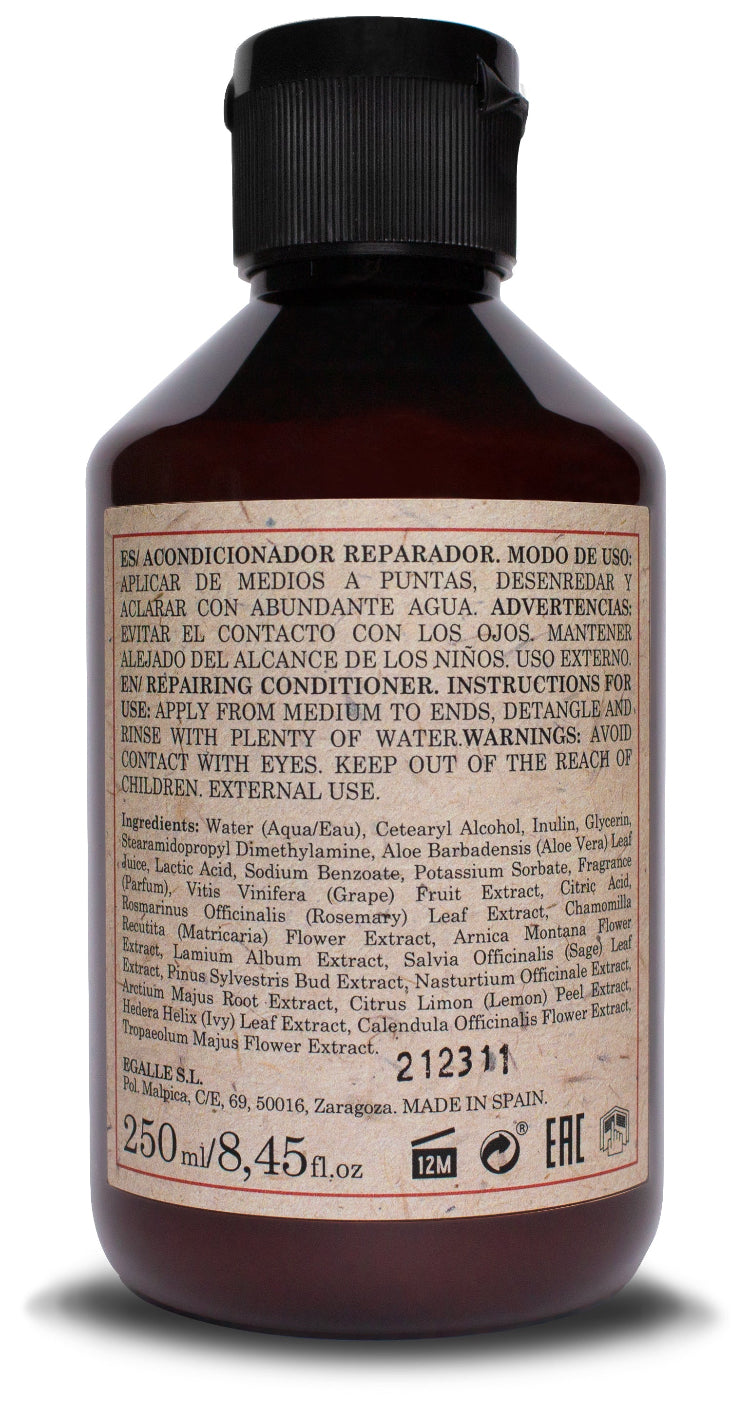 ES/ ACONDICIONADOR REPARADOR. MODO DE USO:
APLICAR DE MEDIOS A PUNTAS, DESENREDAR Y
ACLARAR CON ABUNDANTE AGUA. ADVERTENCIAS:
EVITAR EL CONTACTO CON LOS OJOS. MANTENER
ALEJADO DEL ALCANCE DE LOS NIÑOS. USO EXTERNO.
EN/ REPAIRING CONDITIONER. INSTRUCTIONS FOR
USE: APPLY FROM MEDIUM TO ENDS, DETANGLE AND
RINSE WITH PLENTY OF WATER.WARNINGS: AVOID
CONTACT WITH EYES. KEEP OUT OF THE REACH OF
CHILDREN. EXTERNAL USE.
Ingredients: Water (Aqua/Eau), Cetearyl Alcohol, Inulin, Glycerin,
Stearamidopropyl Dimethylamine, Aloe Barbadensis (Aloe Vera) Leaf
Juice, Lactic Acid, Sodium Benzoate, Potassium Sorbate, Fragrance
(Parfum), Vitis Vinifera (Grape) Fruit Extract, Citric Acid,
Rosmarinus Officinalis (Rosemary) Leaf Extract, Chamomilla
Recutita (Matricaria) Flower Extract, Arnica Montana Flower
Extract, Lamium Album Extract, Salvia Officinalis (Sage) Leaf
Extract, Pinus Sylvestris Bud Extract, Nasturtium Officinale Extract,
Arctium Majus Root Extract, Citrus Limon (Lemon) Peel Extract,
Hedera Helix (Ivy) Leaf Extract, Calendula Officinalis Flower Extract,
Tropaeolum Majus Flower Extract.
212311
EGALLE S.L.
Pol. Malpica, C/E, 69, 50016, Zaragoza. MADE IN SPAIN.
250 ml/8,45fl.oz
12M ® EAC